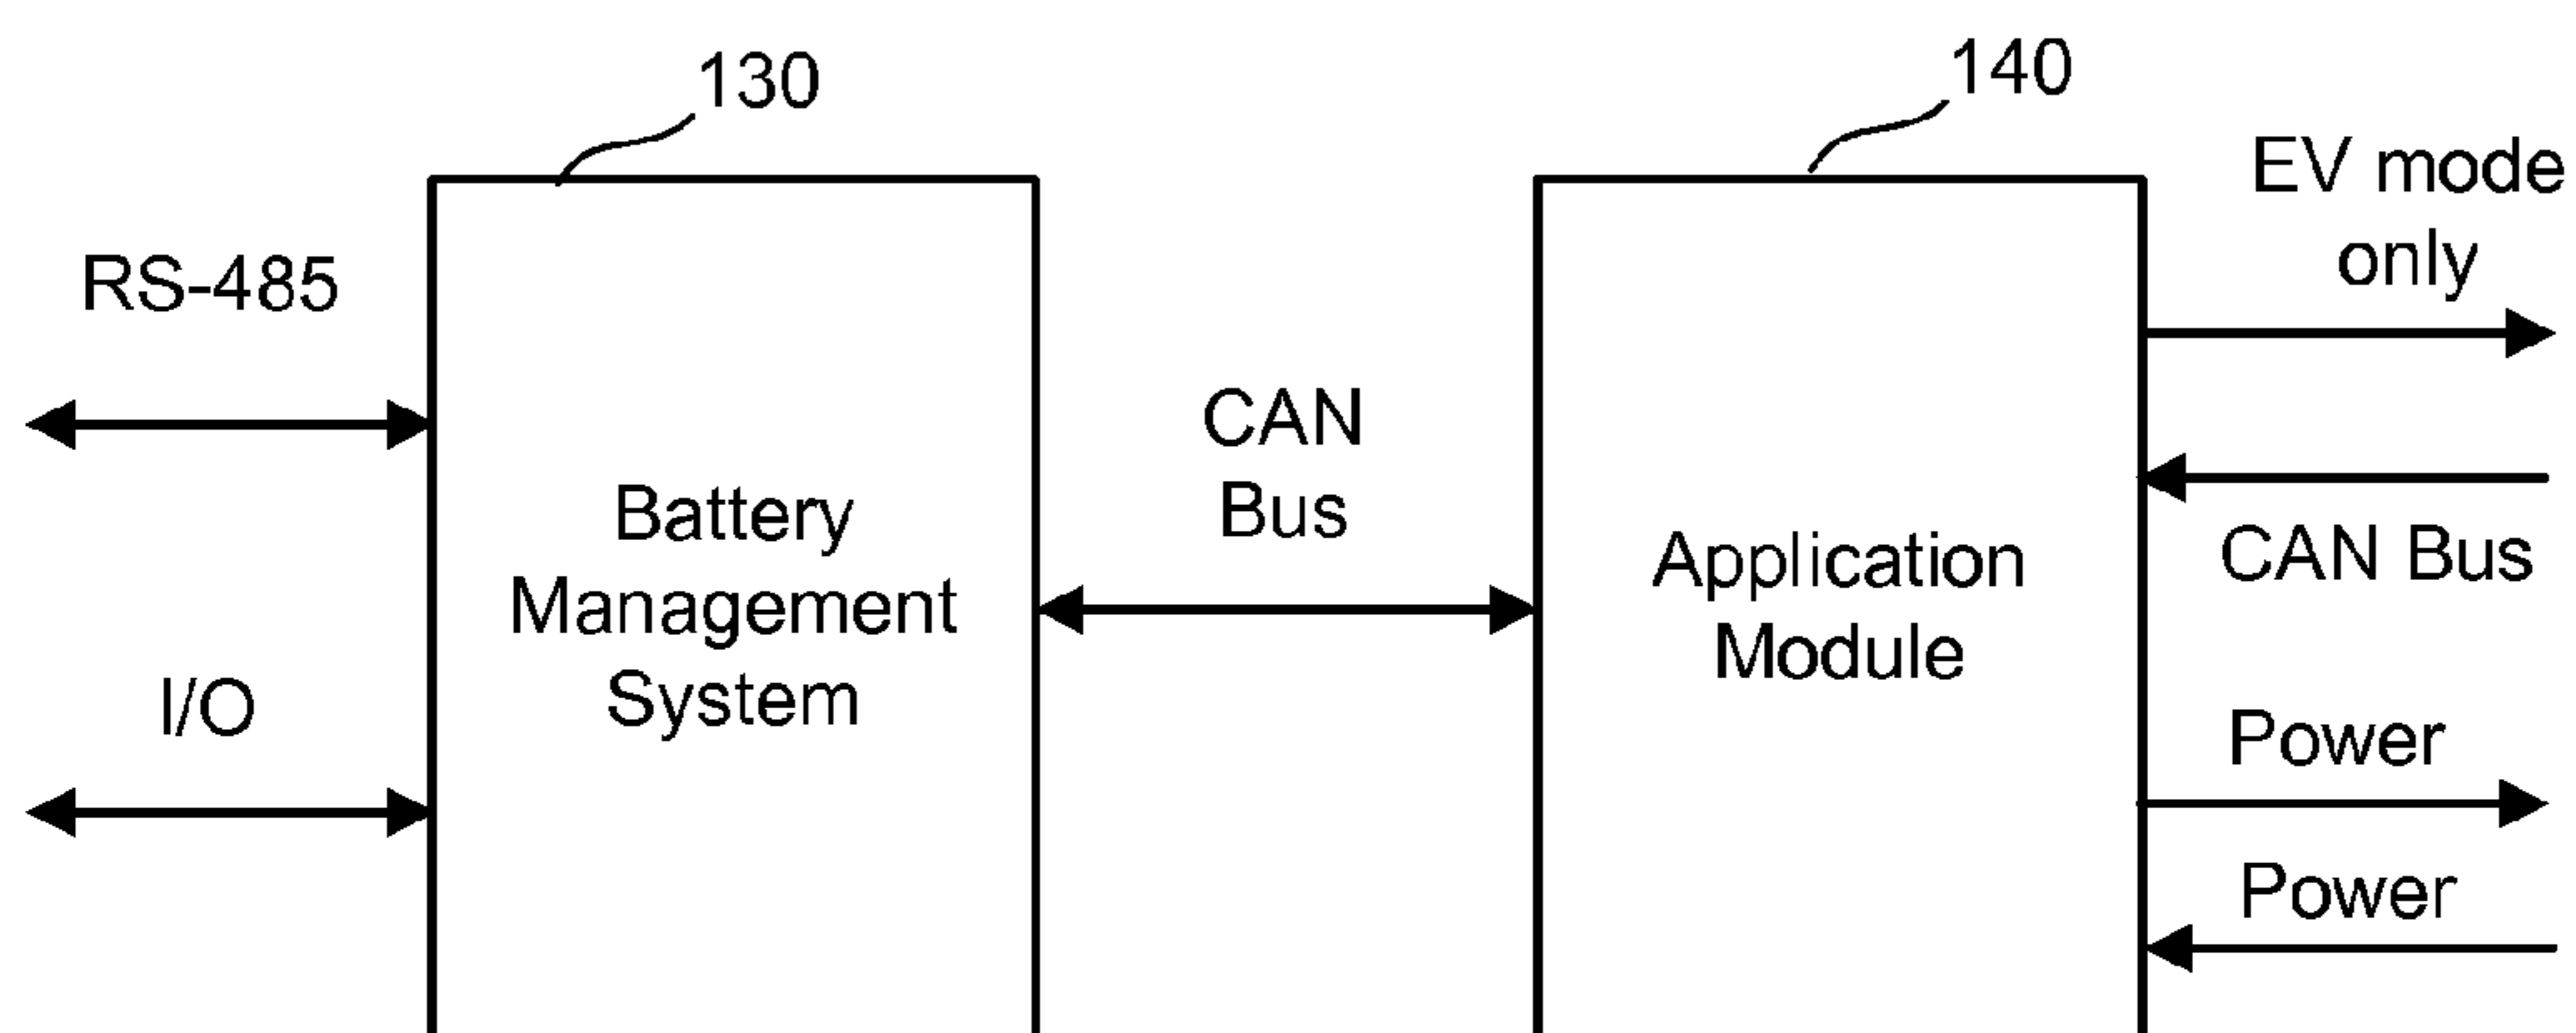 130
140
EV mode
only
RS-485
CAN
Bus
Battery
Management
System
Application
Module
CAN Bus
I/O
Power
Power